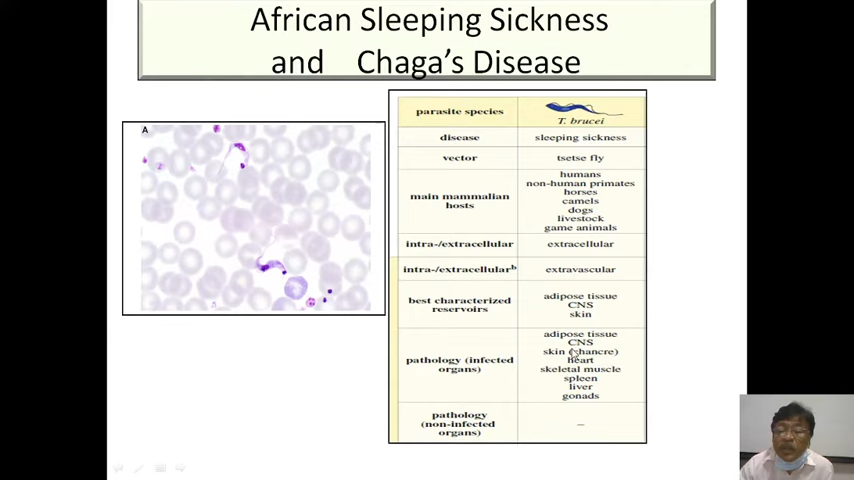 African Sleeping Sickness
and Chaga's Disease
A
parasite species
T. brucei
disease
sleeping sickness
vector
tsetse fly
main mammalian
hosts
humans
non-human primates
horses
camels
dogs
livestock
game animals
intra-/extracellular
extracellular
intra-/extracellularᵇ
extravascular
best characterized
reservoirs
adipose tissue
CNS
skin
pathology (infected
organs)
adipose tissue
CNS
skin (chancre)
heart
skeletal muscle
spleen
liver
gonads
pathology
(non-infected
organs)
–